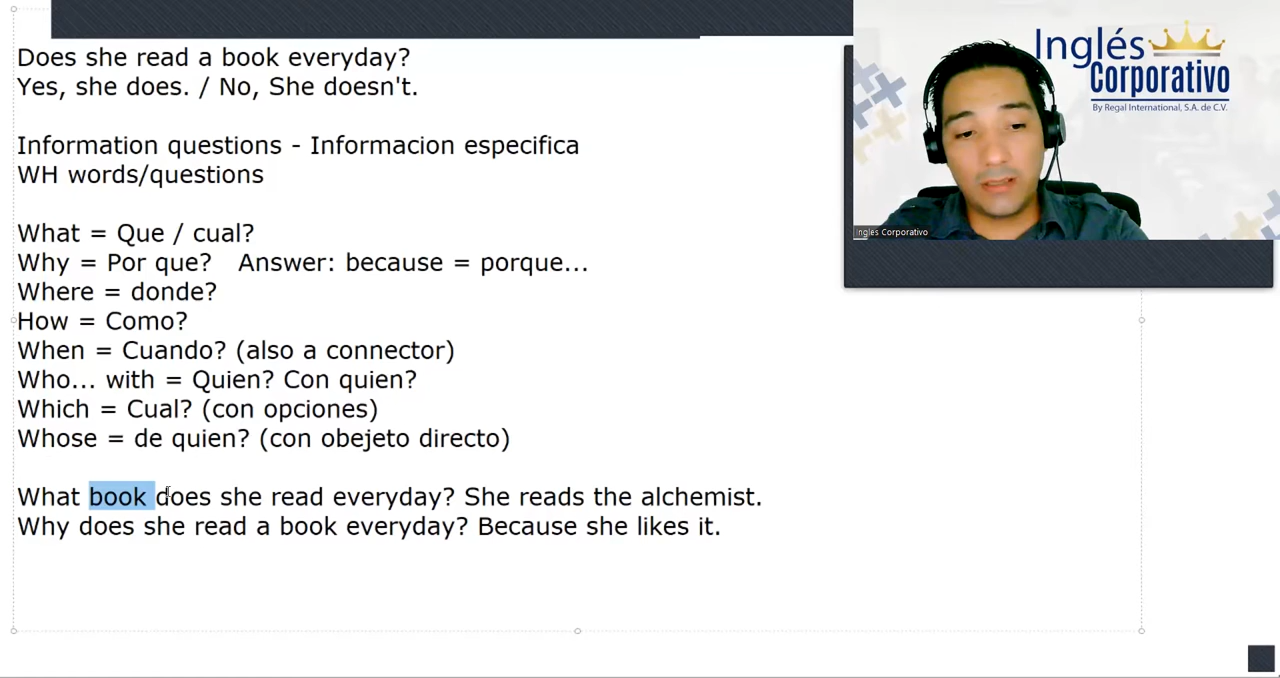 Does she read a book everyday?
Yes, she does. / No, She doesn't.
Information questions - Informacion especifica
WH words/questions
What = Que / cual?
Why = Por que?   Answer: because = porque...
Where = donde?
How = Como?
When = Cuando? (also a connector)
Who... with = Quien? Con quien?
Which = Cual? (con opciones)
Whose = de quien? (con obejeto directo)
What book does she read everyday? She reads the alchemist.
Why does she read a book everyday? Because she likes it.
Inglés
Corporativo
By Regal International, S.A. de C.V.
Inglés Corporativo